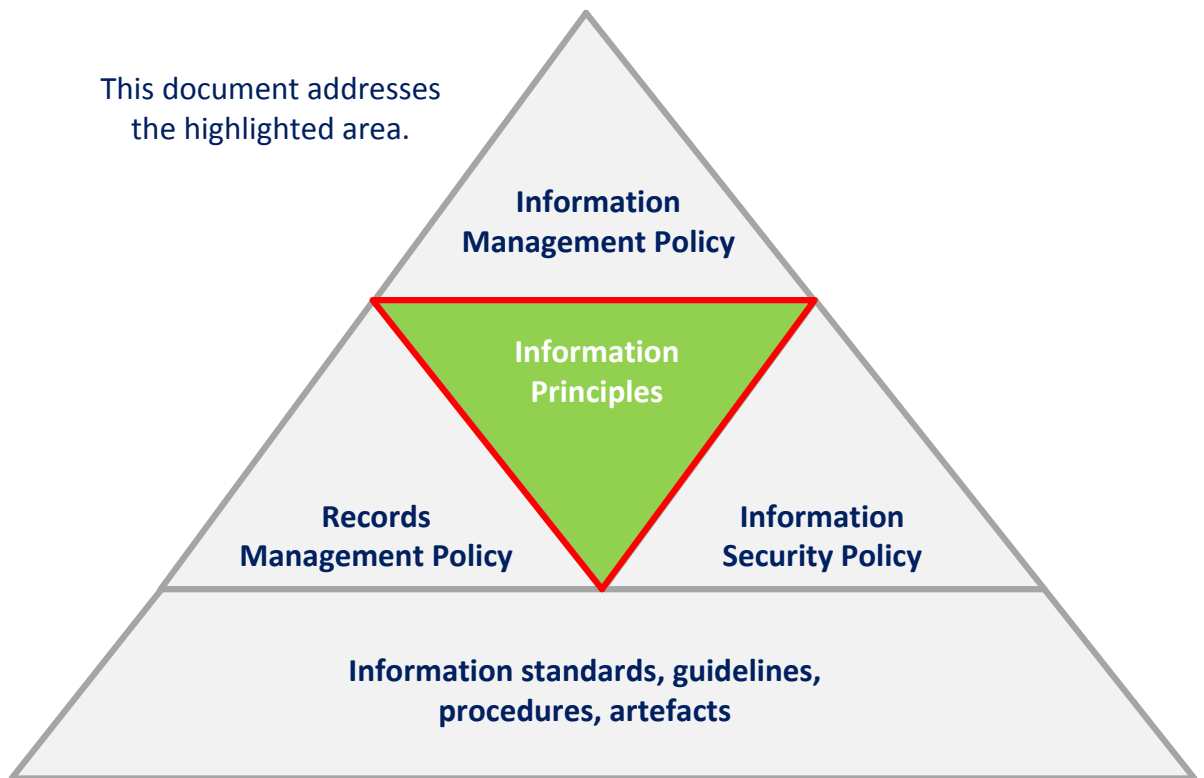 This document addresses
the highlighted area.
Information
Management Policy
Information
Principles
Records
Management Policy
Information
Security Policy
Information standards, guidelines,
procedures, artefacts